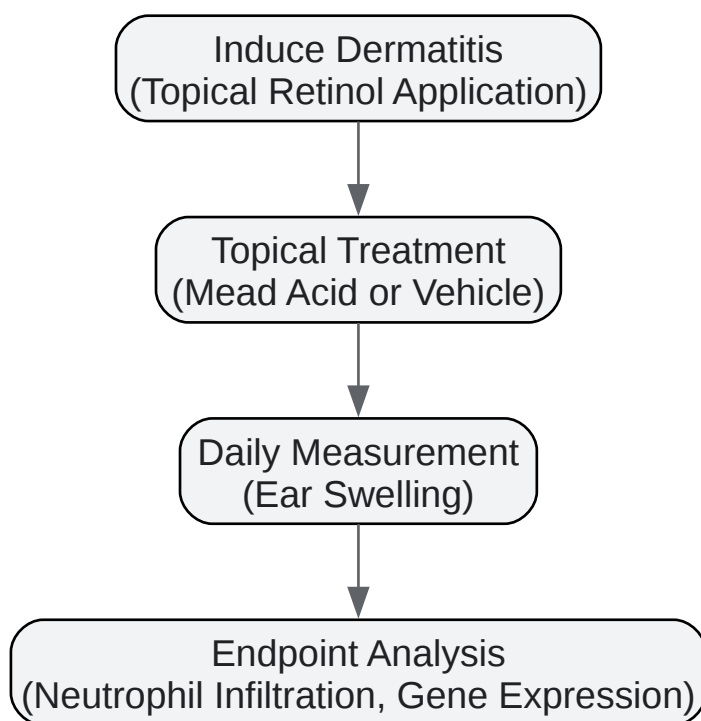 Induce Dermatitis
(Topical Retinol Application)
Topical Treatment
(Mead Acid or Vehicle)
Daily Measurement
(Ear Swelling)
Endpoint Analysis
(Neutrophil Infiltration, Gene Expression)